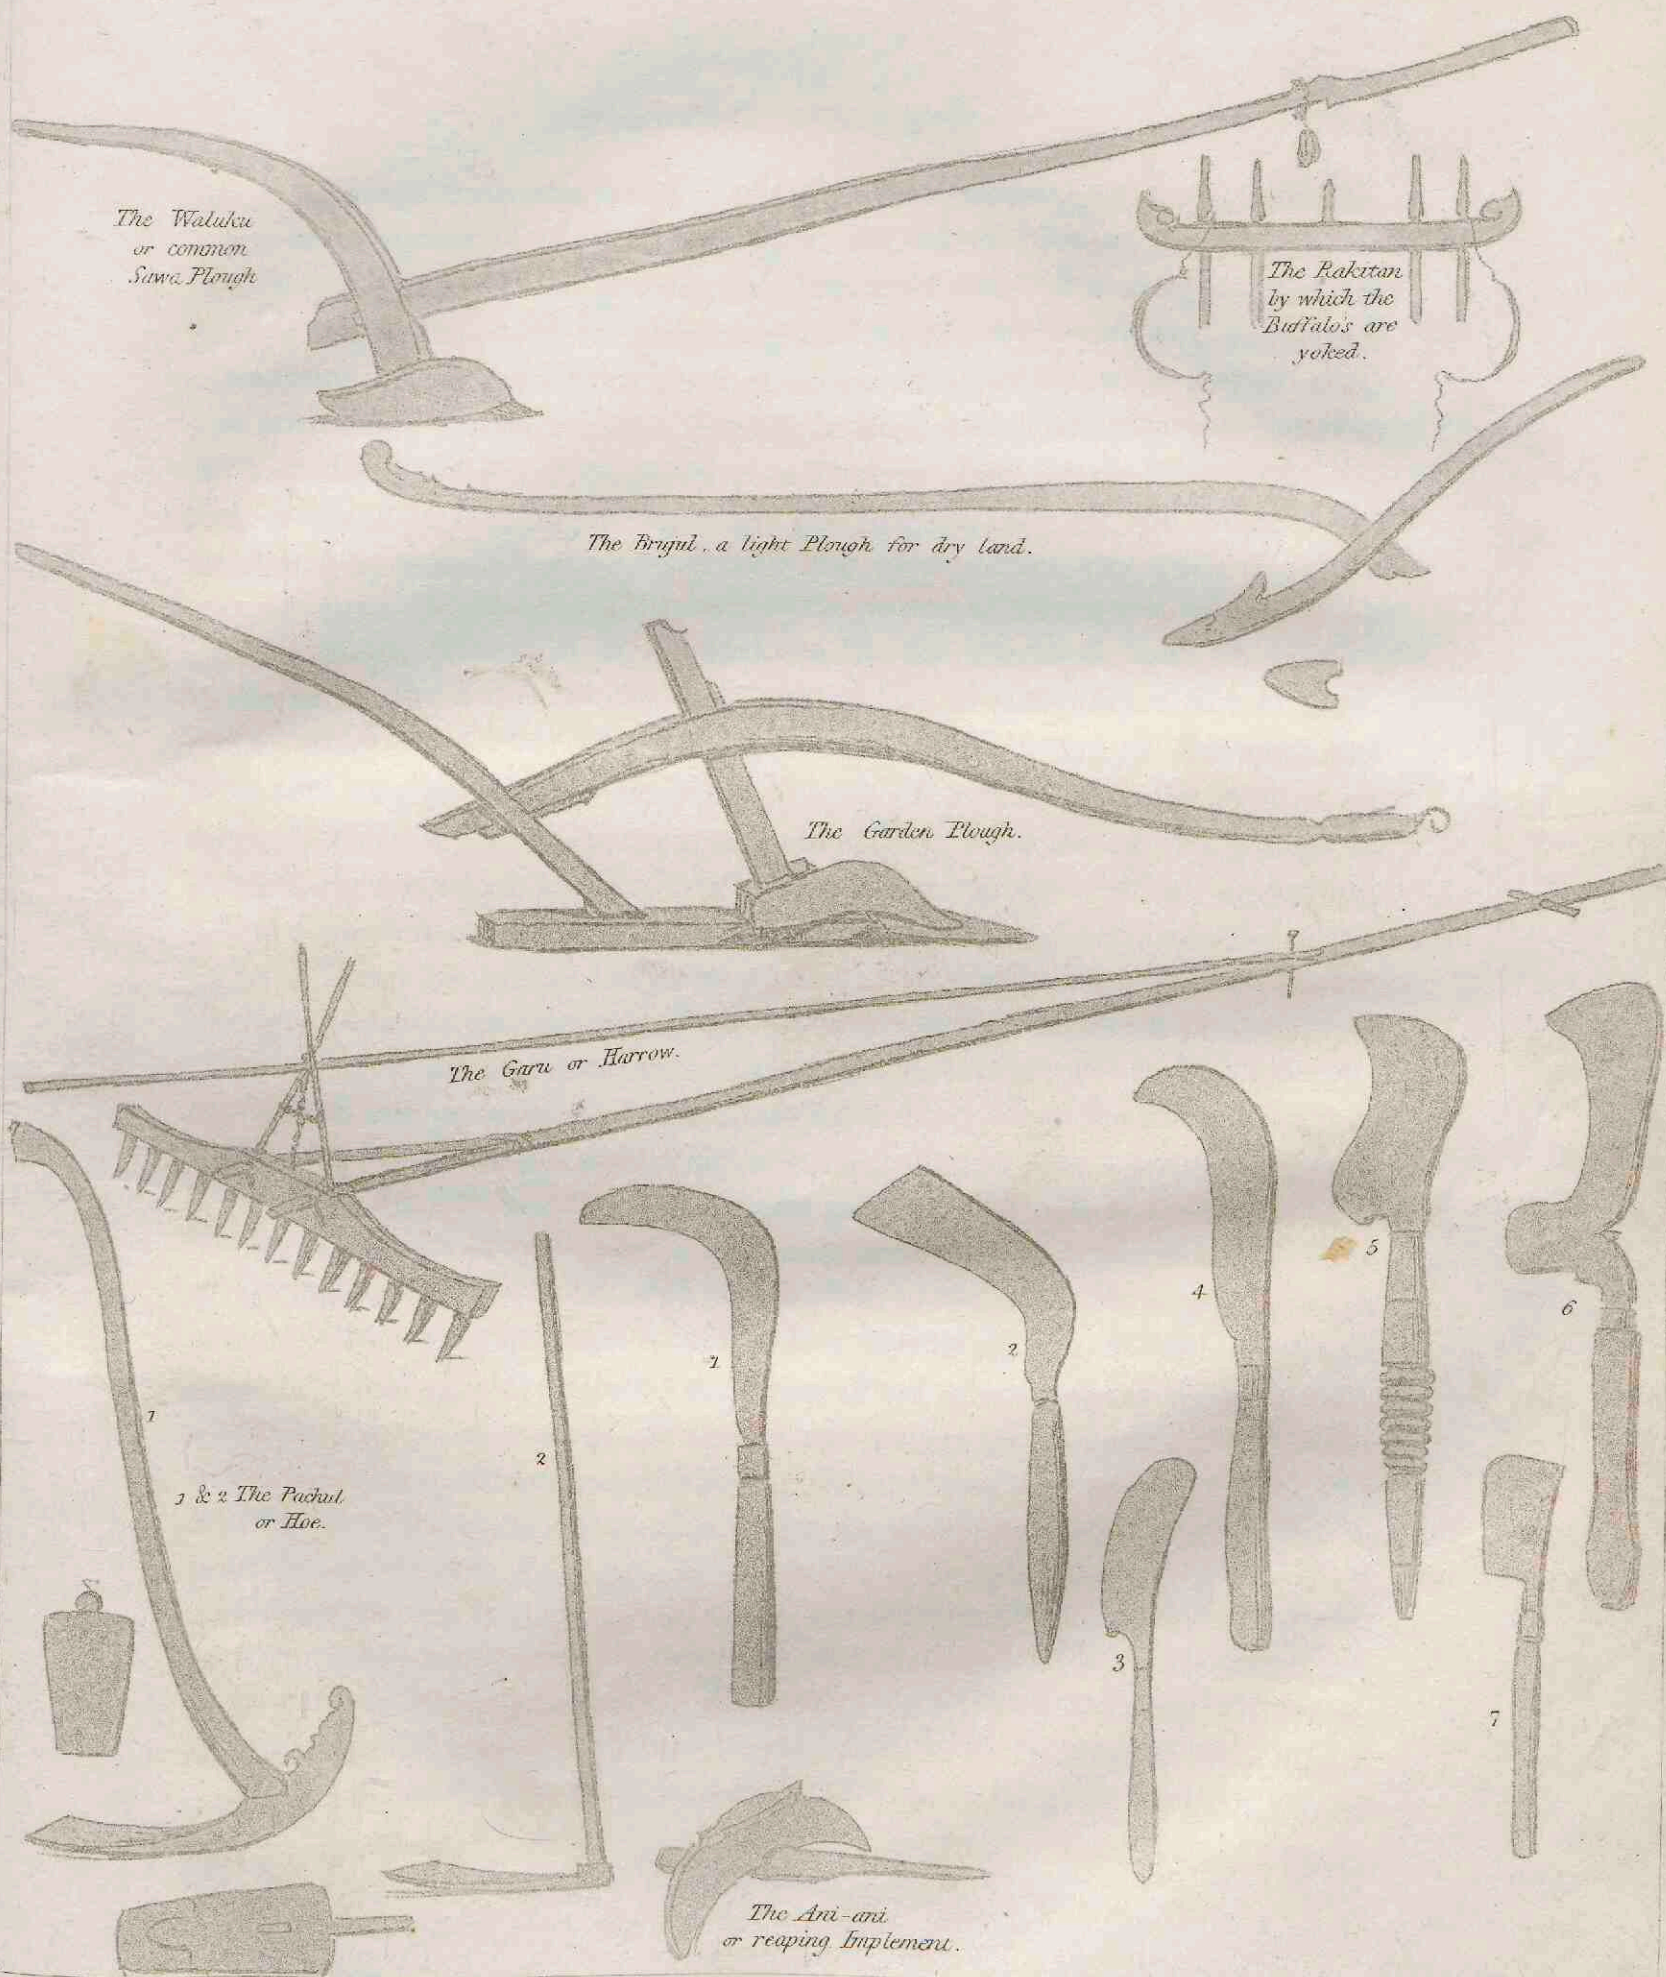 The Waluku
or common
Sawa Plough
The Rakitan
by which the
Buffalo's are
yoked.
The Brujul, a light Plough for dry land.
The Garden Plough.
The Garu or Harrow.
1
1 & 2 The Pachul
or Hoe.
2
1
2
3
4
5
6
7
The Ani-ani
or reaping Implement.